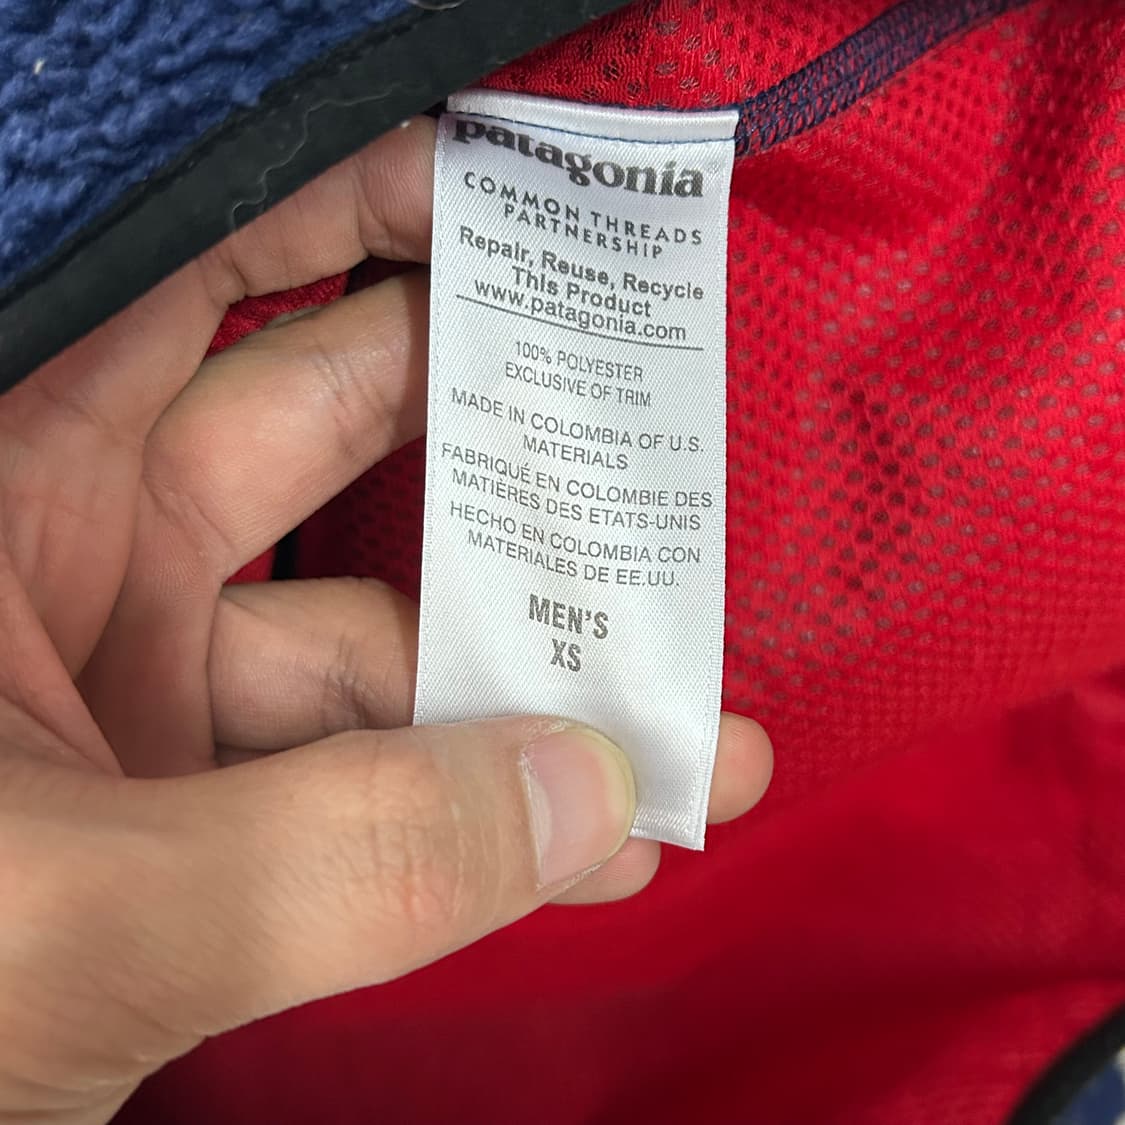 patagonia
COMMON THREADS
PARTNERSHIP
Repair, Reuse, Recycle
This Product
www.patagonia.com
100% POLYESTER
EXCLUSIVE OF TRIM
MADE IN COLOMBIA OF U.S.
MATERIALS
FABRIQUÉ EN COLOMBIE DES
MATIÈRES DES ETATS-UNIS
HECHO EN COLOMBIA CON
MATERIALES DE EE.UU.
MEN'S
XS